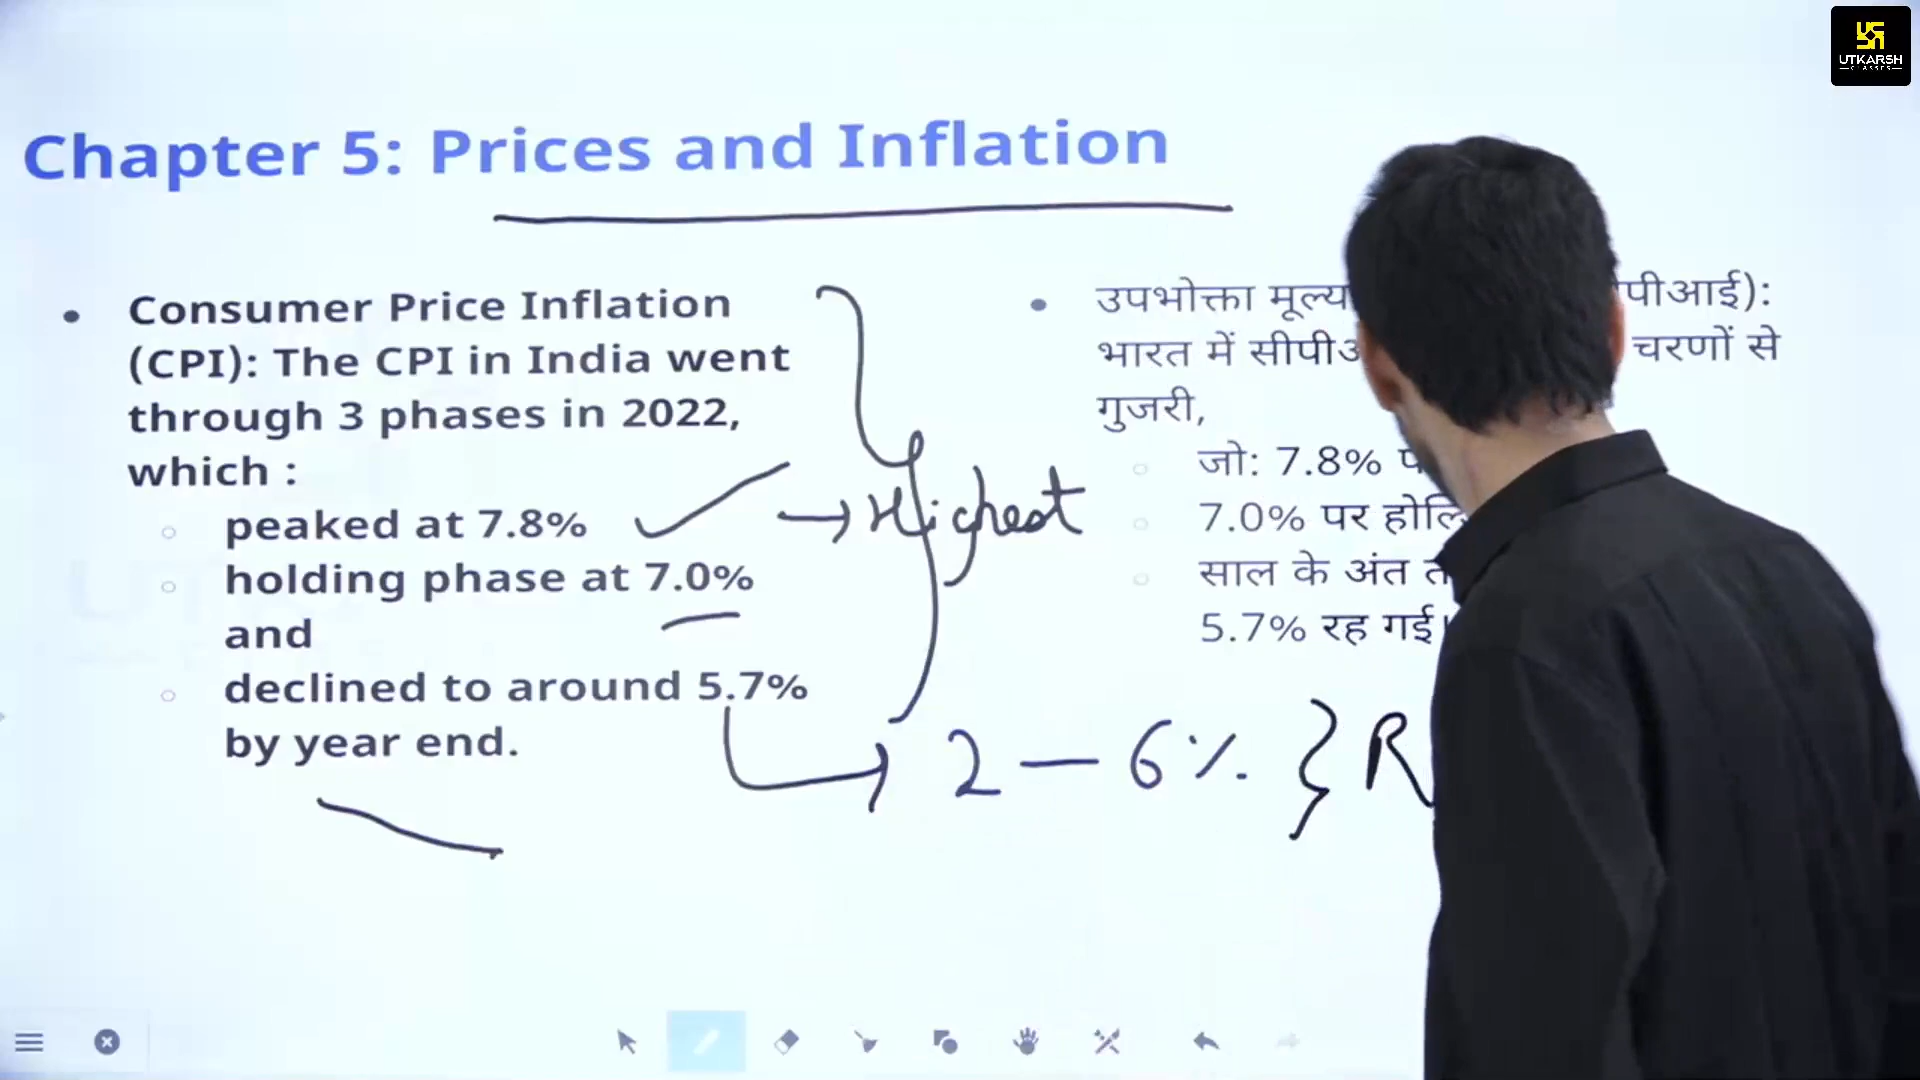 UTKARSH
CLASSES
Chapter 5: Prices and Inflation
• Consumer Price Inflation
(CPI): The CPI in India went
through 3 phases in 2022,
which :
○ peaked at 7.8%
○ holding phase at 7.0%
and
○ declined to around 5.7%
by year end.
→ Highest
2 — 6% } R
• उपभोक्ता मूल्य पीआई):
भारत में चरणों से
गुजरी,
○ जो: 7.8%
○ 7.0% पर
○ साल के अंत
5.7% रह गई।